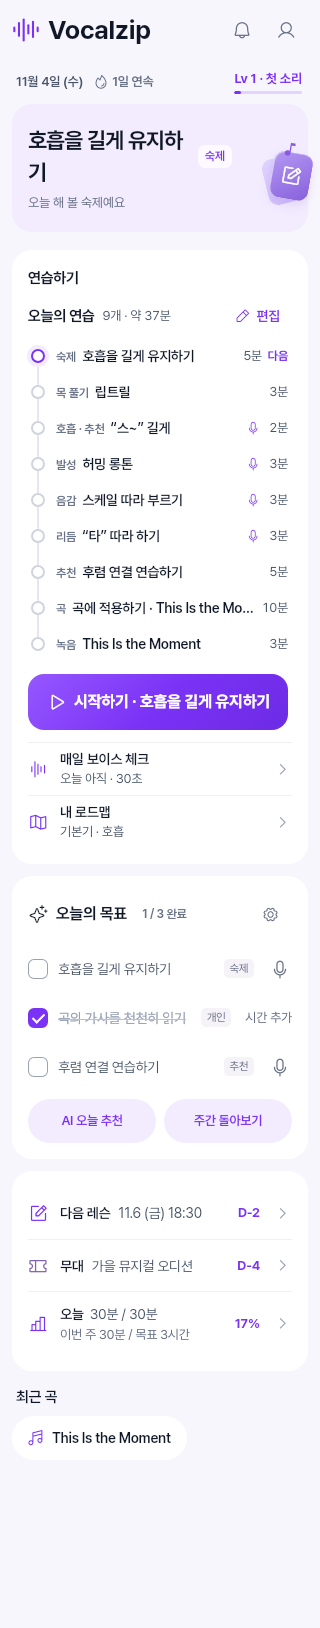 Vocalzip
11월 4일 (수) 1일 연속 Lv 1 · 첫 소리
호흡을 길게 유지하
기
숙제
오늘 해 볼 숙제예요
연습하기
오늘의 연습 9개 · 약 37분 편집
숙제 호흡을 길게 유지하기 5분 다음
목 풀기 립트릴 3분
호흡 · 추천 “스~” 길게 2분
발성 허밍 롱톤 3분
음감 스케일 따라 부르기 3분
리듬 “타” 따라 하기 3분
추천 후렴 연결 연습하기 5분
곡 곡에 적용하기 · This Is the Mo... 10분
녹음 This Is the Moment 3분
시작하기 · 호흡을 길게 유지하기
매일 보이스 체크
오늘 아직 · 30초
내 로드맵
기본기 · 호흡
오늘의 목표 1 / 3 완료
호흡을 길게 유지하기 숙제
곡의 가사를 천천히 읽기 개인 시간 추가
후렴 연결 연습하기 추천
AI 오늘 추천 주간 돌아보기
다음 레슨 11.6 (금) 18:30 D-2
무대 가을 뮤지컬 오디션 D-4
오늘 30분 / 30분 17%
이번 주 30분 / 목표 3시간
최근 곡
This Is the Moment